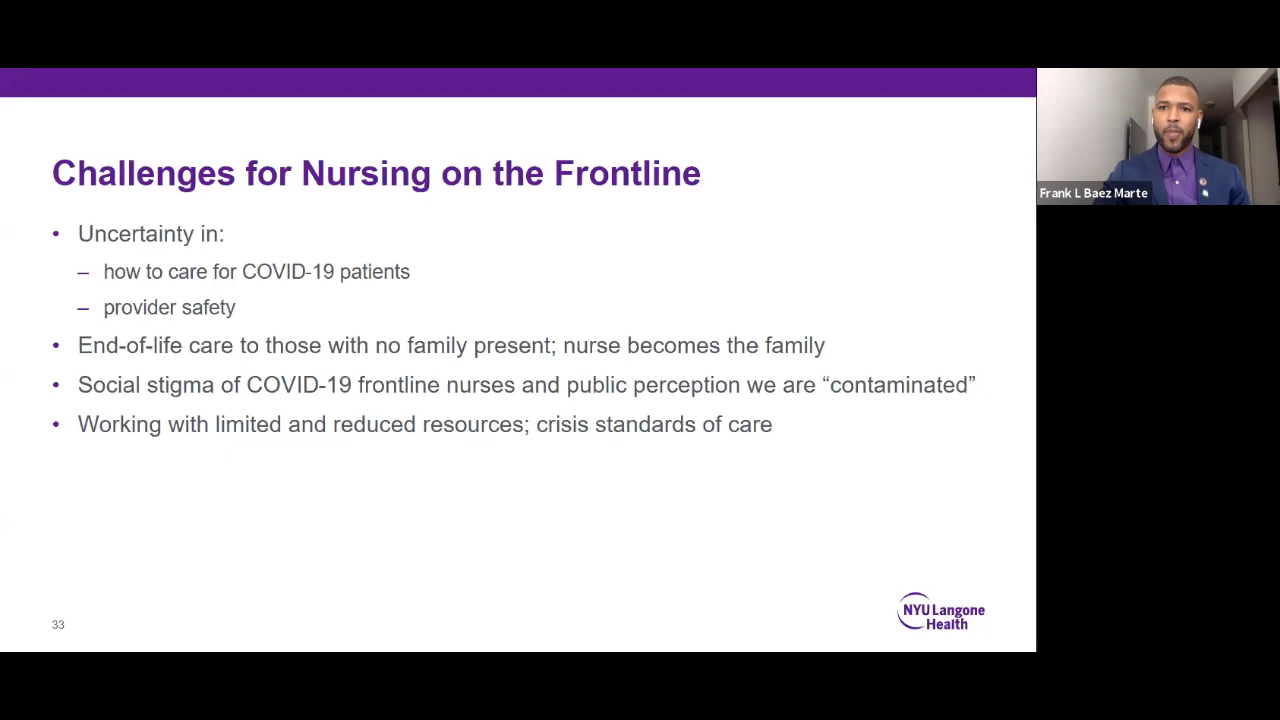 Challenges for Nursing on the Frontline
• Uncertainty in:
– how to care for COVID-19 patients
– provider safety
• End-of-life care to those with no family present; nurse becomes the family
• Social stigma of COVID-19 frontline nurses and public perception we are “contaminated”
• Working with limited and reduced resources; crisis standards of care
33
NYU Langone
Health
Frank L Baez Marte